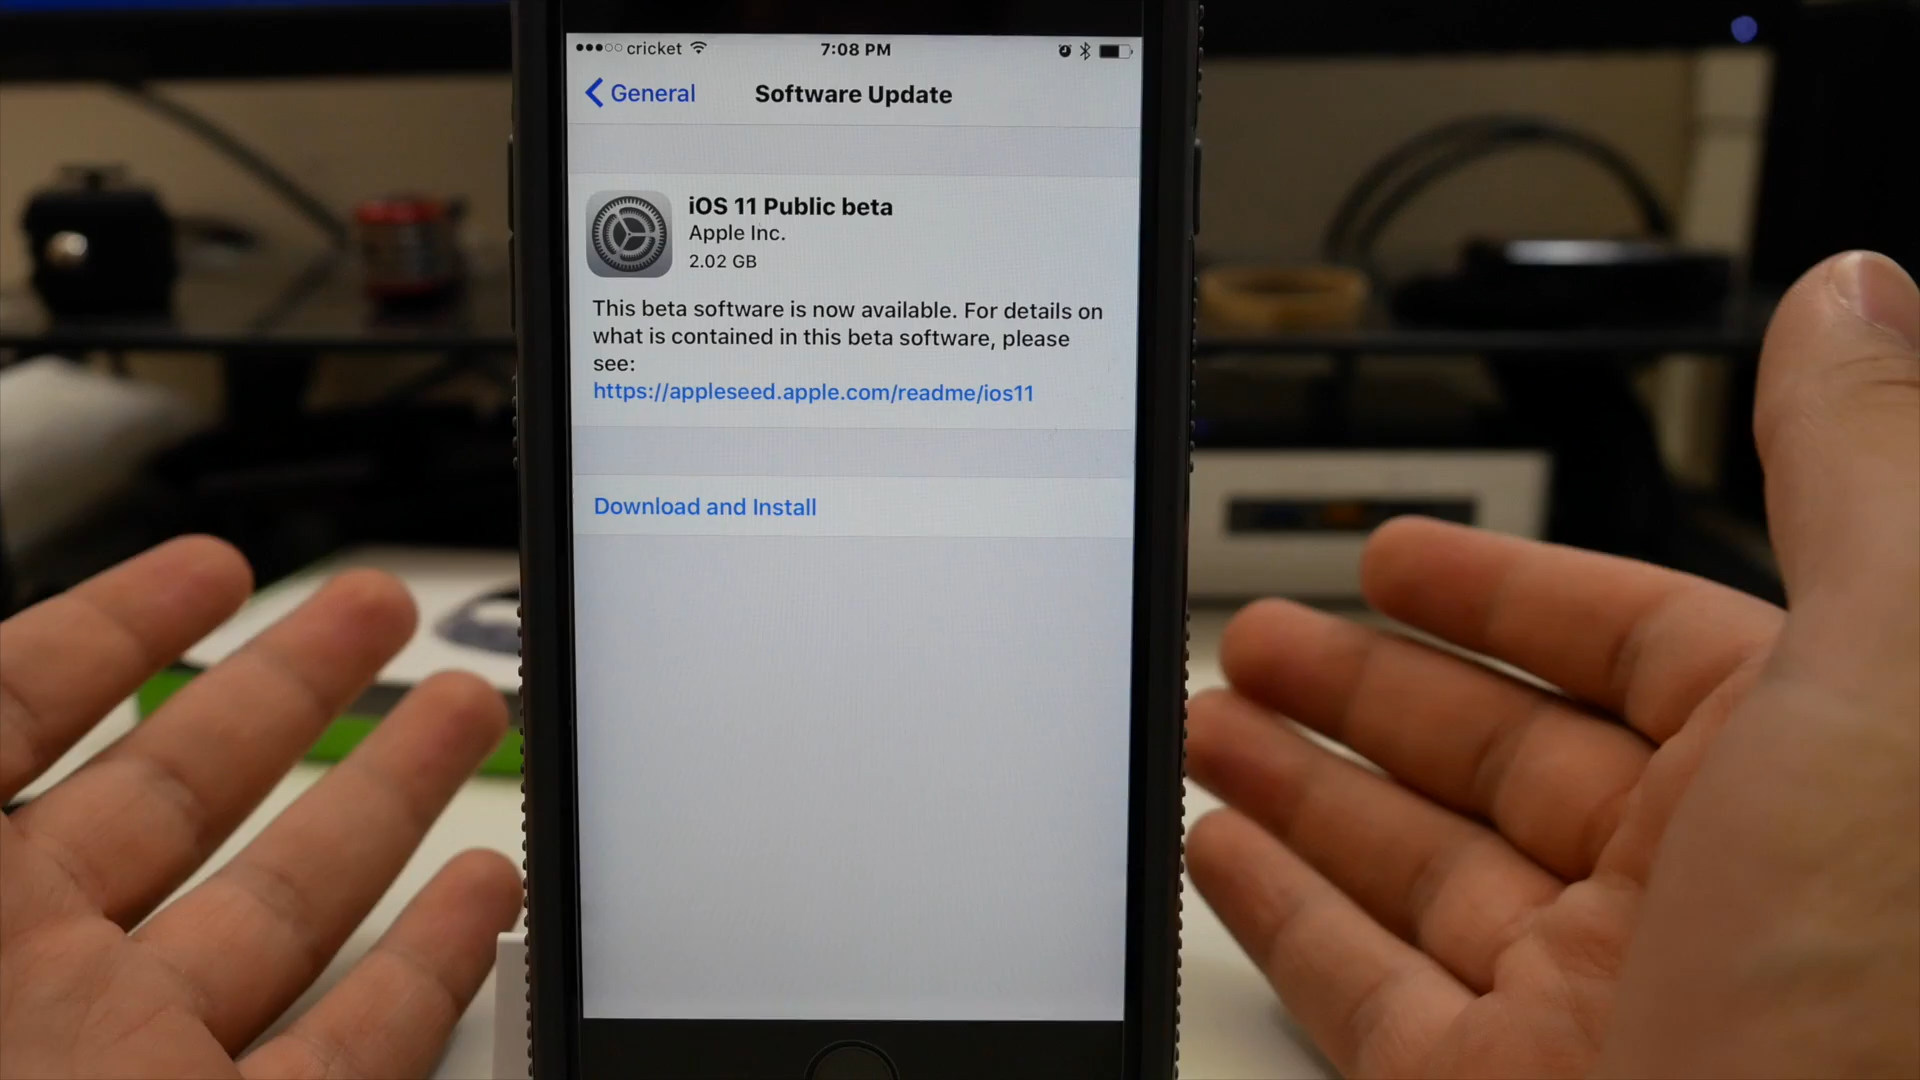 cricket 7:08 PM
General Software Update
iOS 11 Public beta
Apple Inc.
2.02 GB
This beta software is now available. For details on
what is contained in this beta software, please
see:
https://appleseed.apple.com/readme/ios11
Download and Install